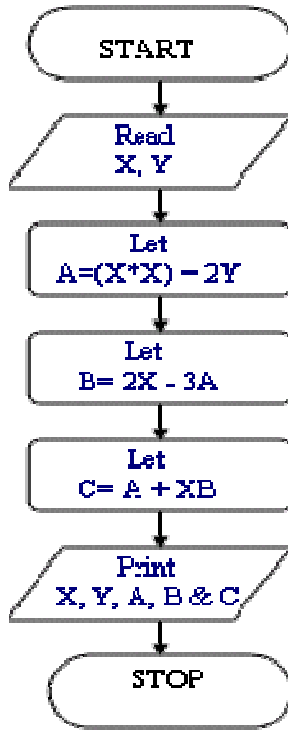 START
Read
X, Y
Let
A=(X*X) - 2Y
Let
B= 2X - 3A
Let
C= A + XB
Print
X, Y, A, B & C
STOP